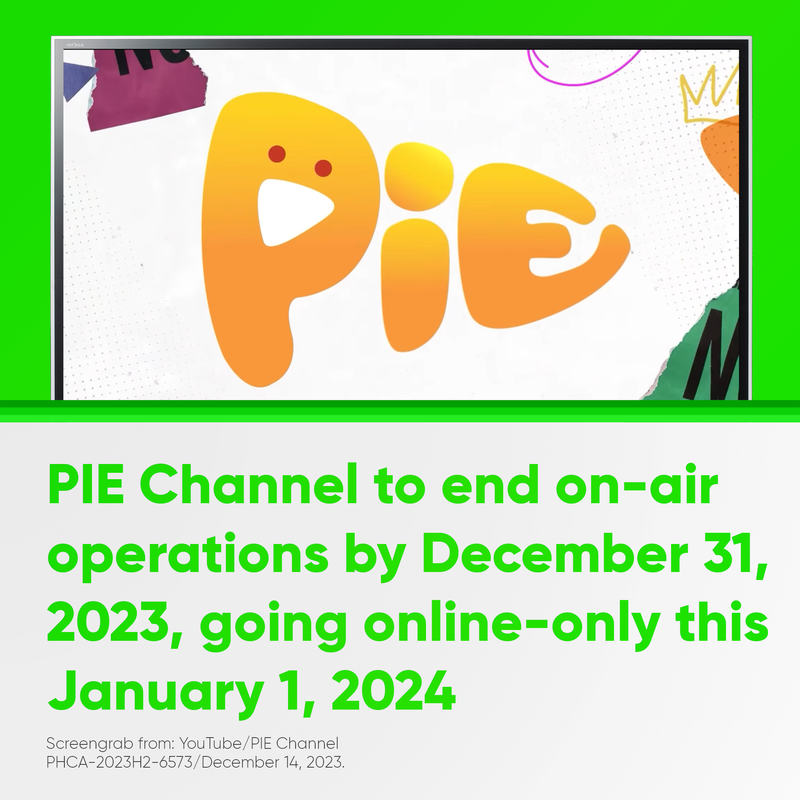 PiE
PIE Channel to end on-air
operations by December 31,
2023, going online-only this
January 1, 2024
Screengrab from: YouTube/PIE Channel
PHCA-2023H2-6573/December 14, 2023.